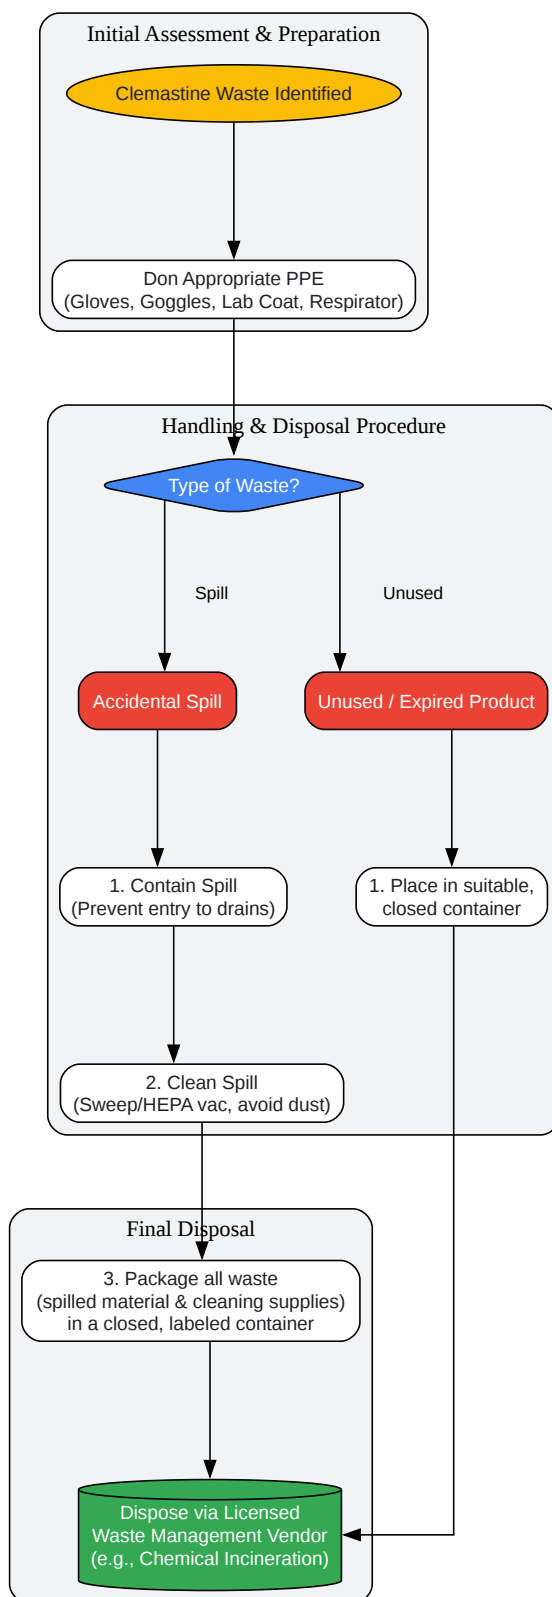 Initial Assessment & Preparation
Clemastine Waste Identified
Don Appropriate PPE
(Gloves, Goggles, Lab Coat, Respirator)
Handling & Disposal Procedure
Type of Waste?
Spill
Unused
Accidental Spill
Unused / Expired Product
1. Contain Spill
(Prevent entry to drains)
1. Place in suitable,
closed container
2. Clean Spill
(Sweep/HEPA vac, avoid dust)
Final Disposal
3. Package all waste
(spilled material & cleaning supplies)
in a closed, labeled container
Dispose via Licensed
Waste Management Vendor
(e.g., Chemical Incineration)